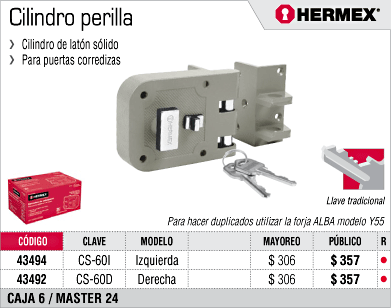 Cilindro perilla
HERMEX®
Cilindro de latón sólido
Para puertas corredizas
HERMEX
HERMEX
Llave tradicional
Para hacer duplicados utilizar la forja ALBA modelo Y55
CÓDIGO CLAVE MODELO MAYOREO PÚBLICO R
43494 CS-60I Izquierda $ 306 $ 357
43492 CS-60D Derecha $ 306 $ 357
CAJA 6 / MASTER 24